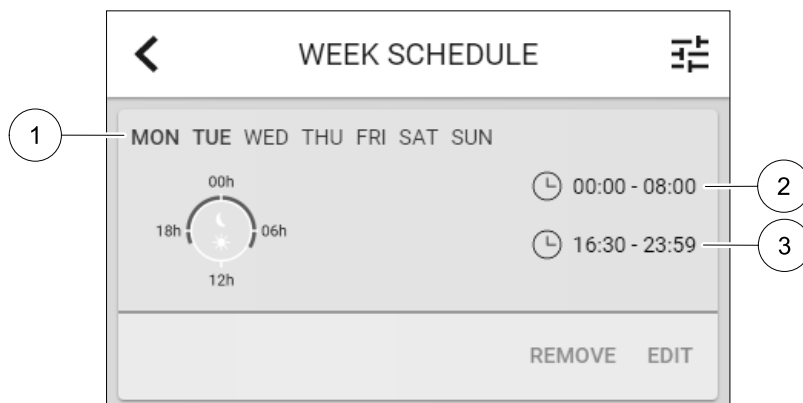 WEEK SCHEDULE
1
MON TUE WED THU FRI SAT SUN
00h
18h
06h
12h
00:00 - 08:00
2
16:30 - 23:59
3
REMOVE EDIT